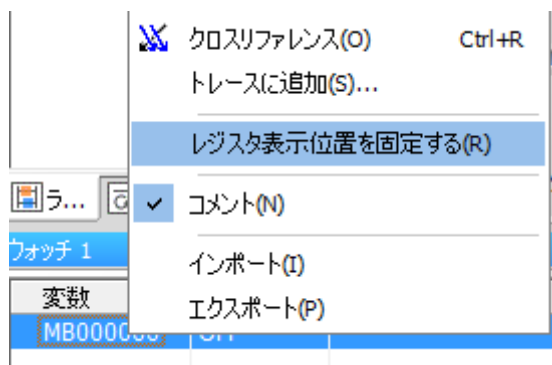 クロスリファレンス(O) Ctrl+R
トレースに追加(S)...
レジスタ表示位置を固定する(R)
ラ...
コメント(N)
ウォッチ 1
インポート(I)
変数
エクスポート(P)
MB000000